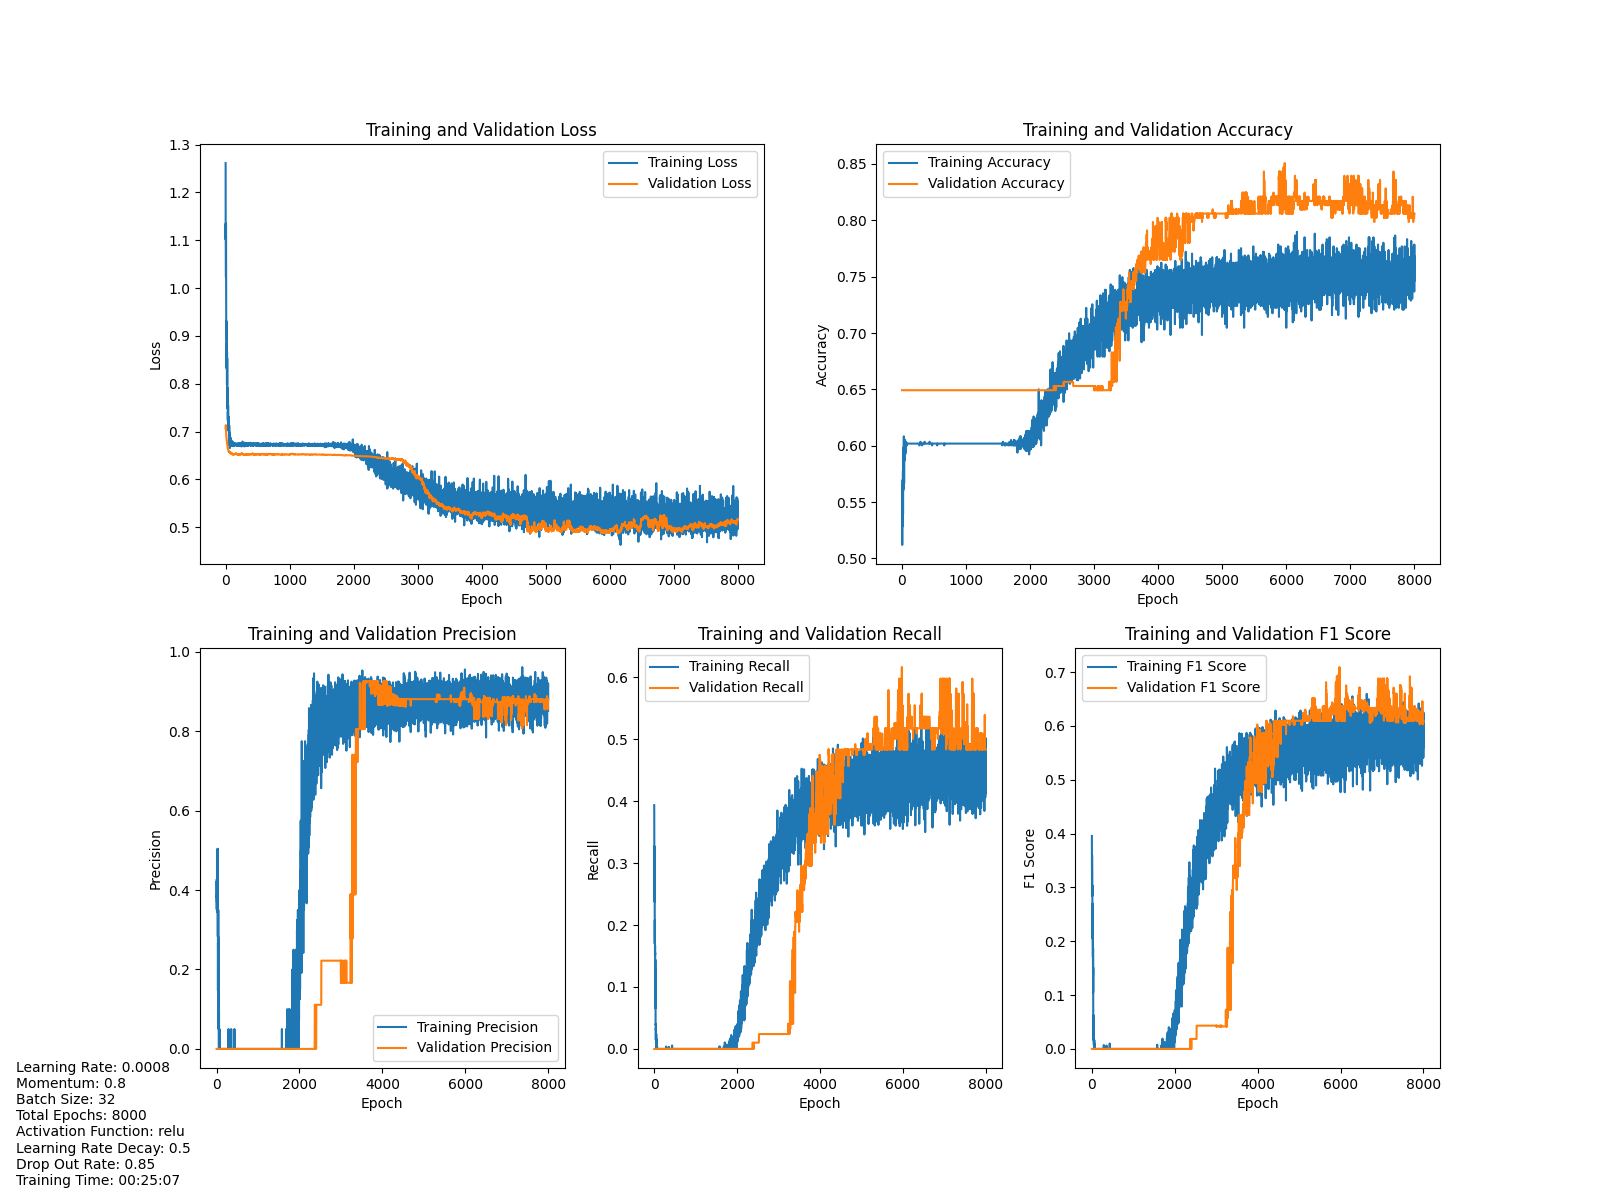 Training and Validation Loss
1.3
1.2
1.1
1.0
0.9
0.8
0.7
0.6
0.5
Loss
Training Loss
Validation Loss
0 1000 2000 3000 4000 5000 6000 7000 8000
Epoch
Training and Validation Accuracy
0.85
0.80
0.75
0.70
0.65
0.60
0.55
0.50
Accuracy
Training Accuracy
Validation Accuracy
0 1000 2000 3000 4000 5000 6000 7000 8000
Epoch
Training and Validation Precision
1.0
0.8
0.6
0.4
0.2
0.0
Precision
Training Precision
Validation Precision
0 2000 4000 6000 8000
Epoch
Training and Validation Recall
0.6
0.5
0.4
0.3
0.2
0.1
0.0
Recall
Training Recall
Validation Recall
0 2000 4000 6000 8000
Epoch
Training and Validation F1 Score
0.7
0.6
0.5
0.4
0.3
0.2
0.1
0.0
F1 Score
Training F1 Score
Validation F1 Score
0 2000 4000 6000 8000
Epoch
Learning Rate: 0.0008
Momentum: 0.8
Batch Size: 32
Total Epochs: 8000
Activation Function: relu
Learning Rate Decay: 0.5
Drop Out Rate: 0.85
Training Time: 00:25:07